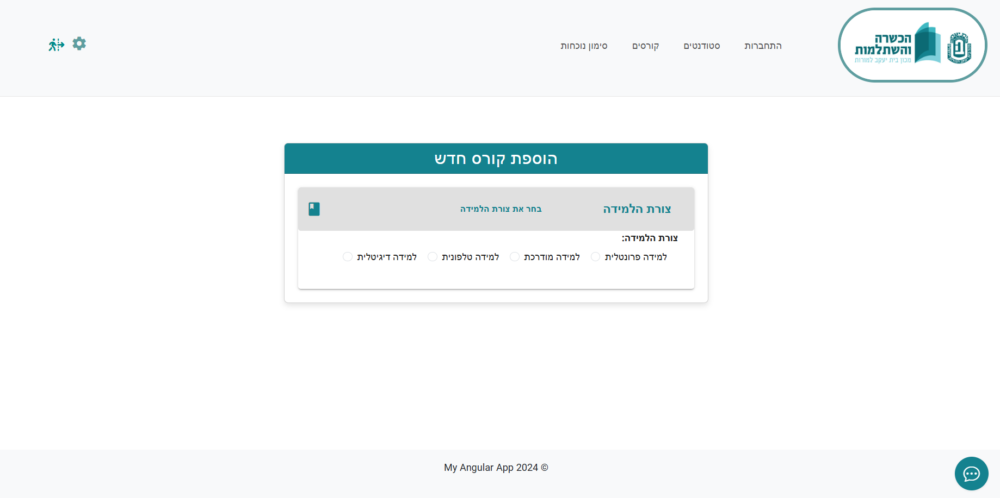 הכשרה
והשתלמות
מכון בית יעקב למורות
התחברות
סטודנטים
קורסים
סימון נוכחות
הוספת קורס חדש
צורת הלמידה
בחר את צורת הלמידה
צורת הלמידה:
למידה פרונטלית
למידה מודרכת
למידה טלפונית
למידה דיגיטלית
My Angular App 2024 ©